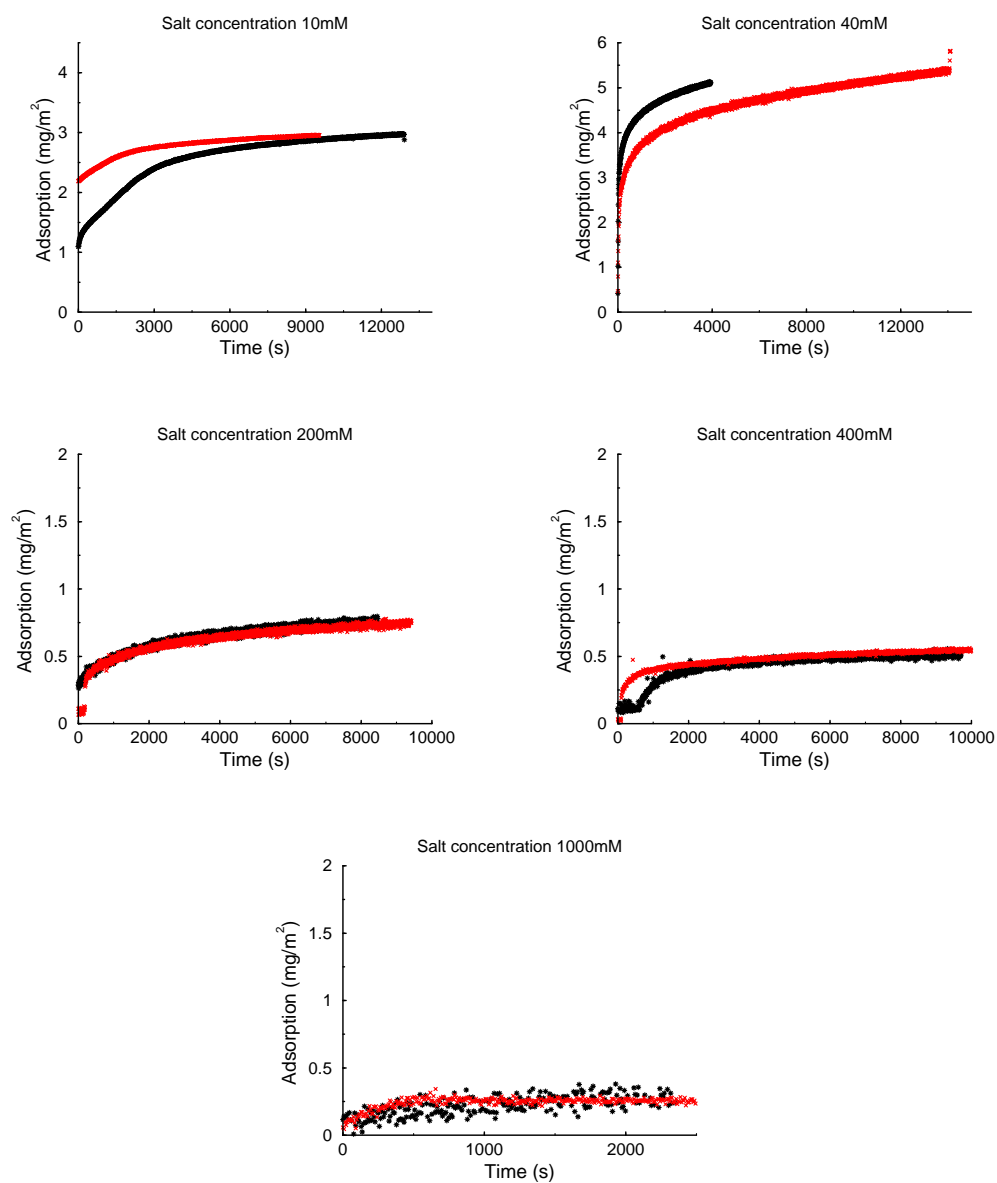 Salt concentration 10mM
Adsorption (mg/m²)
4
3
2
1
0
0 3000 6000 9000 12000
Time (s)
Salt concentration 40mM
Adsorption (mg/m²)
6
5
4
3
2
1
0
0 4000 8000 12000
Time (s)
Salt concentration 200mM
Adsorption (mg/m²)
2
1.5
1
0.5
0
0 2000 4000 6000 8000 10000
Time (s)
Salt concentration 400mM
Adsorption (mg/m²)
2
1.5
1
0.5
0
0 2000 4000 6000 8000 10000
Time (s)
Salt concentration 1000mM
Adsorption (mg/m²)
2
1.5
1
0.5
0
0 1000 2000
Time (s)